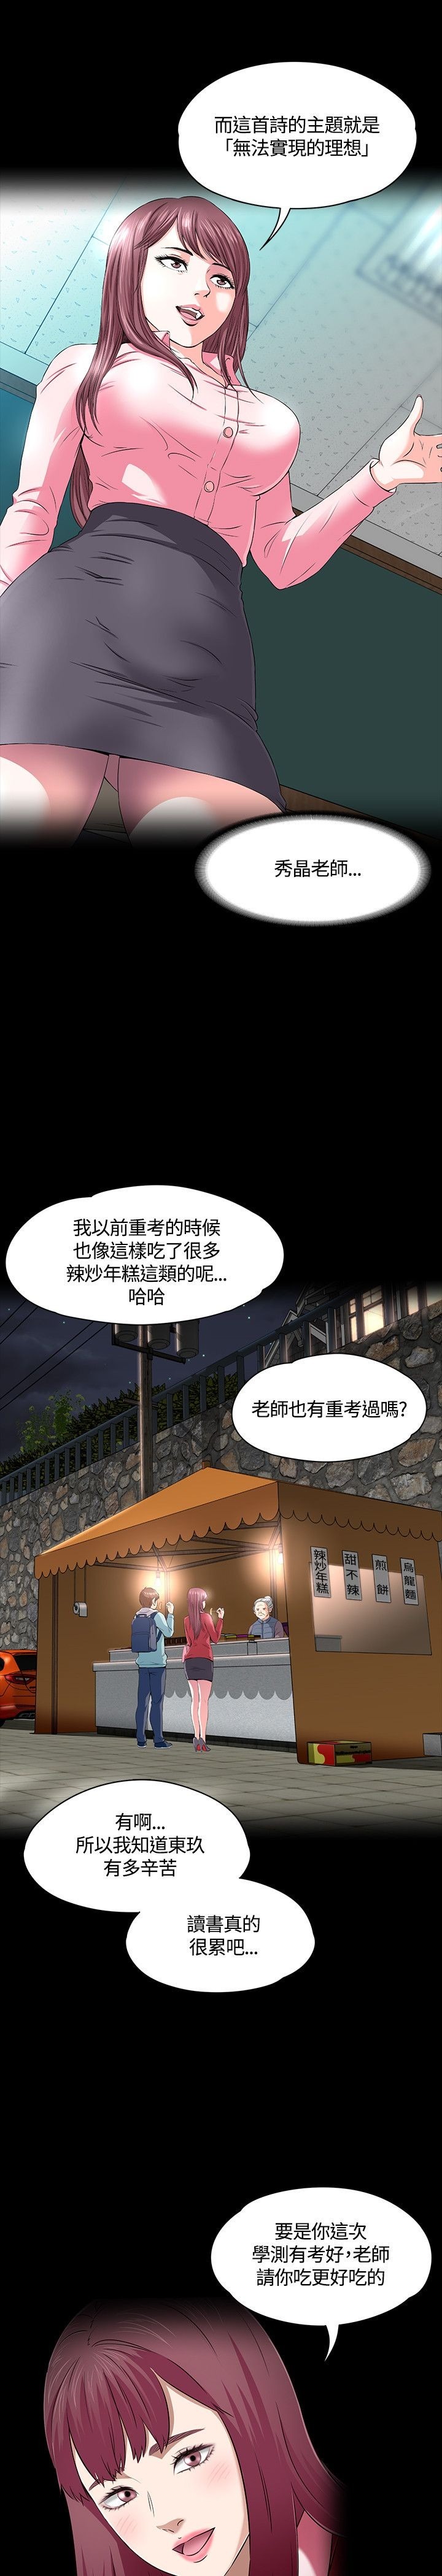 而這首詩的主題就是
「無法實現的理想」
秀晶老師...
我以前重考的時候
也像這樣吃了很多
辣炒年糕這類的呢...
哈哈
老師也有重考過嗎?
辣炒年糕
甜不辣
煎餅
烏龍麵
有啊...
所以我知道東玖
有多辛苦
讀書真的
很累吧...
要是你這次
學測有考好，老師
請你吃更好吃的